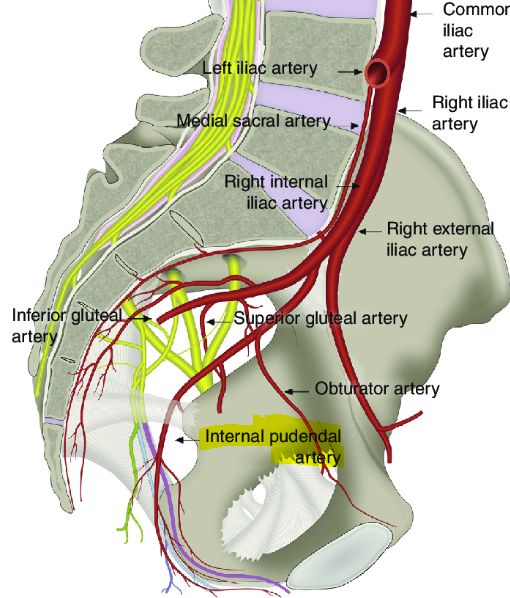 Common
iliac
artery
Left iliac artery
Right iliac
artery
Medial sacral artery
Right internal
iliac artery
Right external
iliac artery
Inferior gluteal
artery
Superior gluteal artery
Obturator artery
Internal pudendal
artery